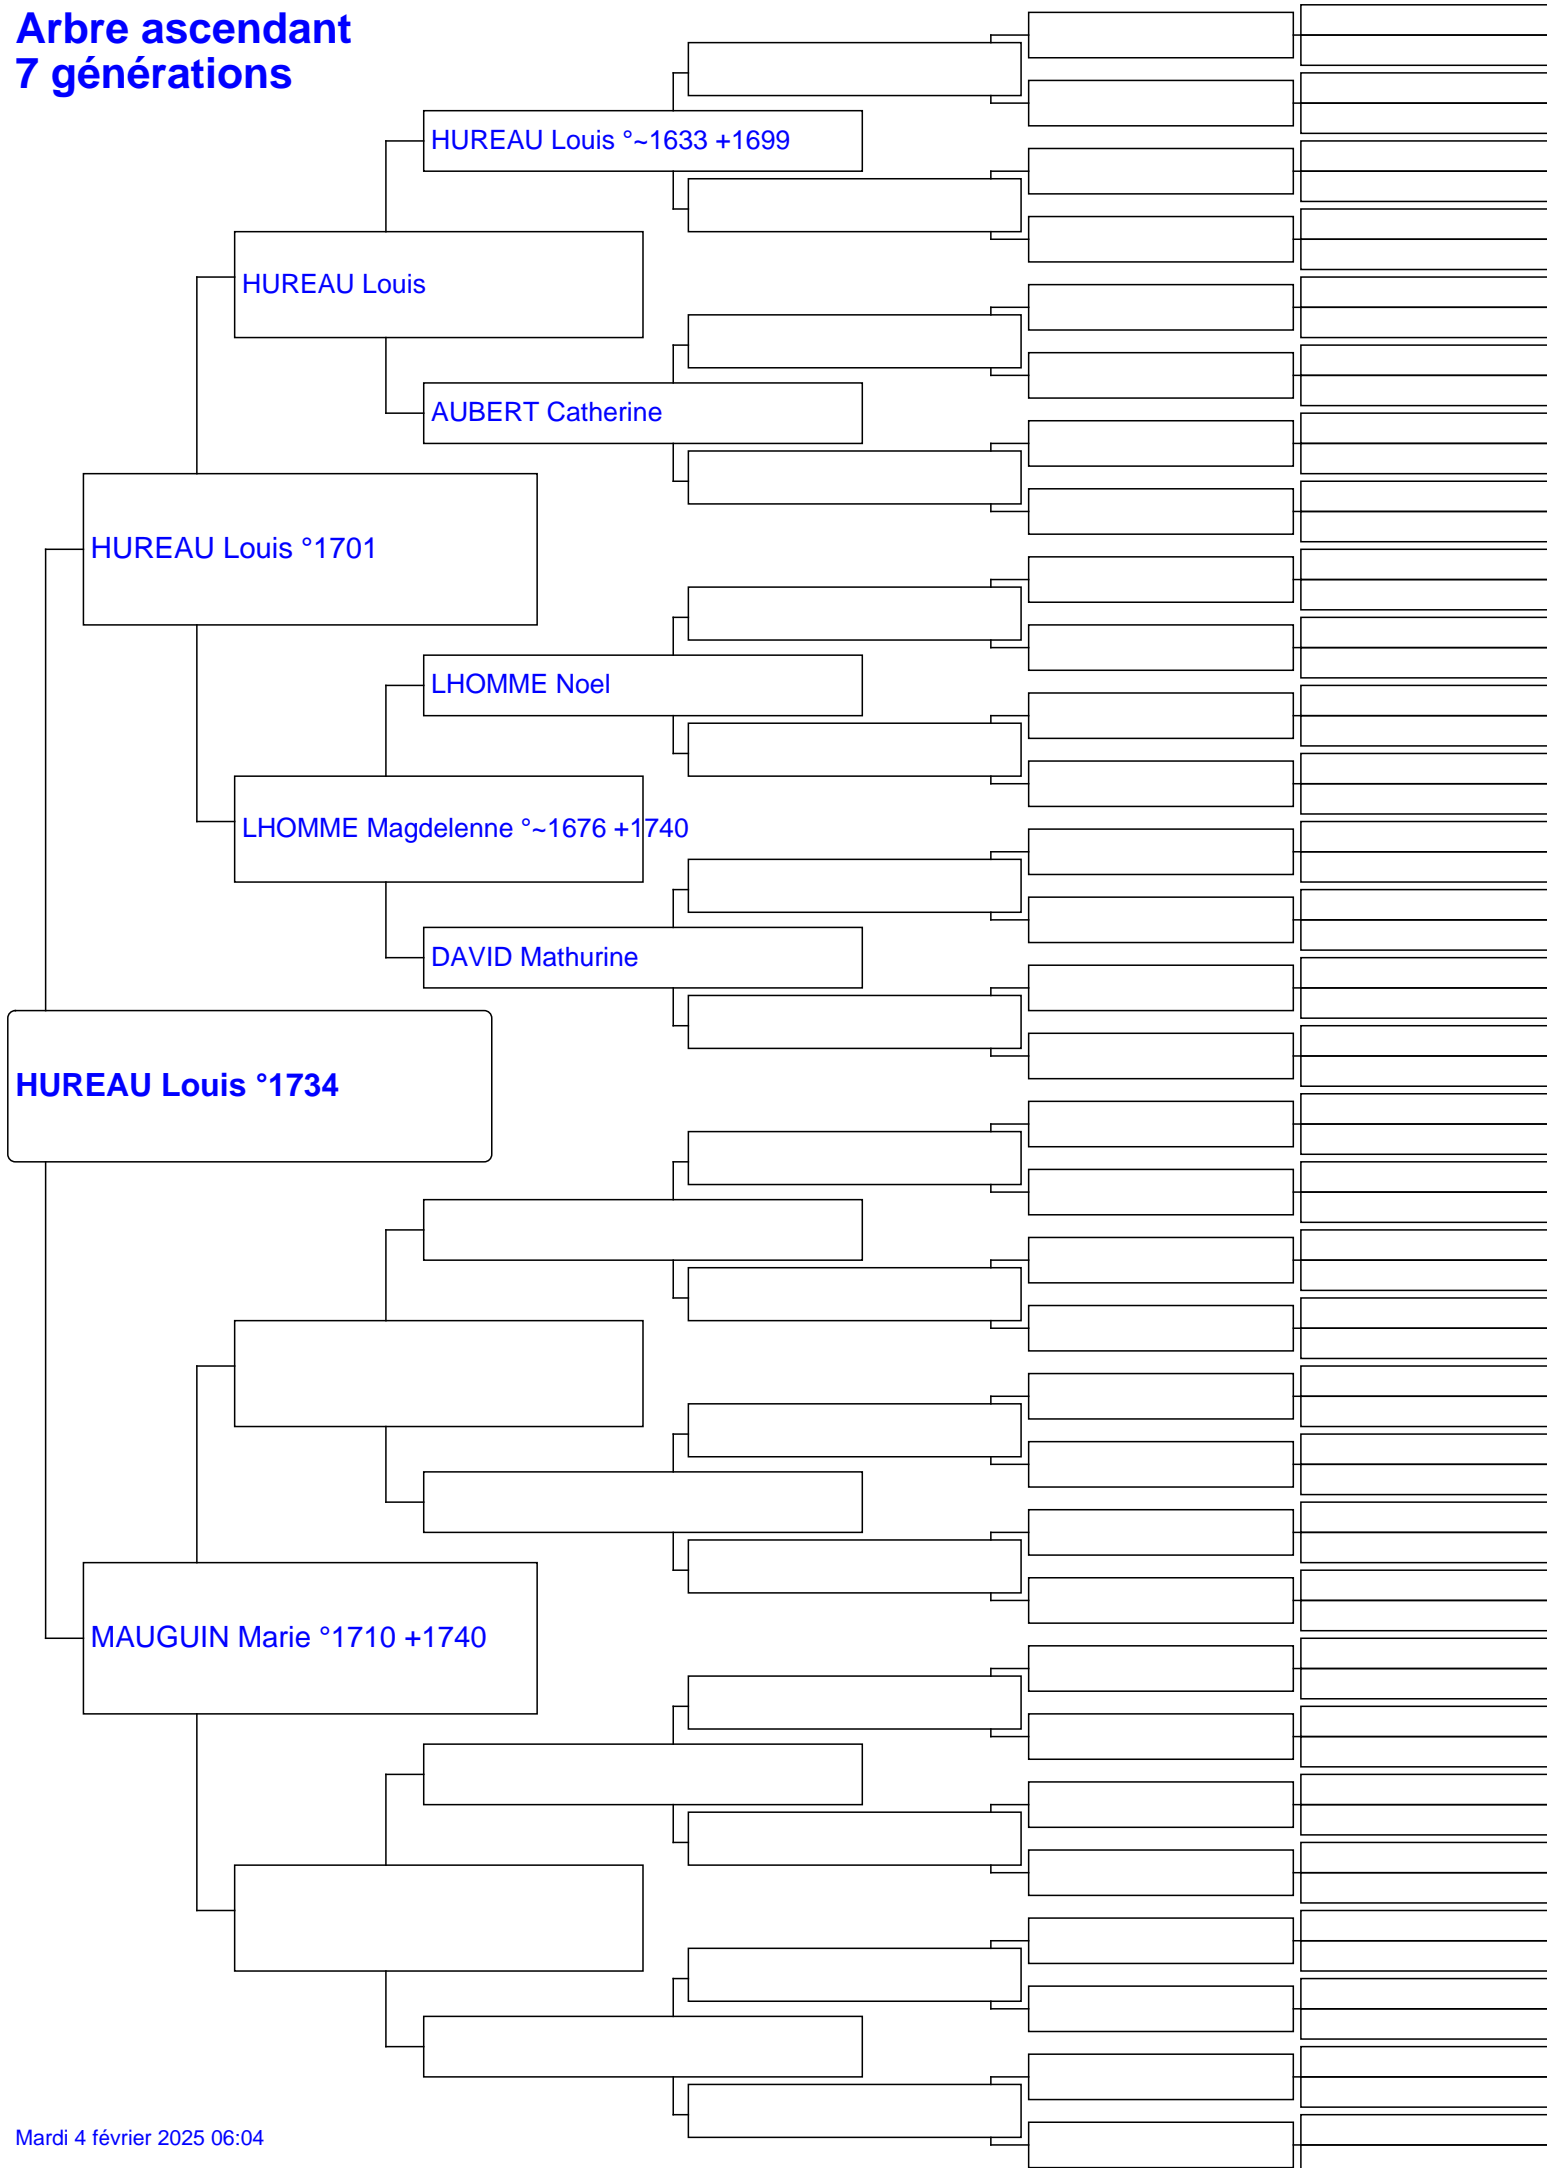 Arbre ascendant
7 générations
HUREAU Louis °~1633 +1699
HUREAU Louis
AUBERT Catherine
HUREAU Louis °1701
LHOMME Noel
LHOMME Magdelenne °~1676 +1740
DAVID Mathurine
HUREAU Louis °1734
MAUGUIN Marie °1710 +1740
Mardi 4 février 2025 06:04